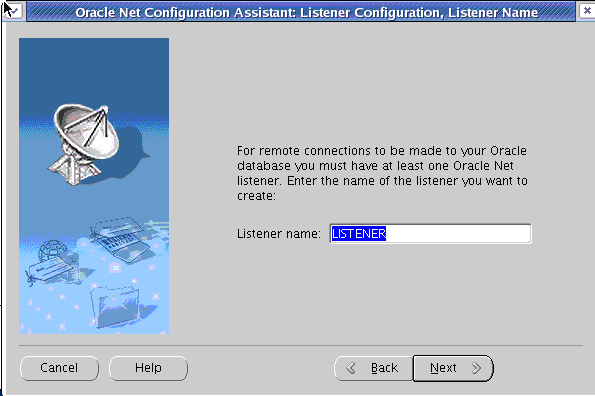 Oracle Net Configuration Assistant: Listener Configuration, Listener Name
For remote connections to be made to your Oracle
database you must have at least one Oracle Net
listener. Enter the name of the listener you want to
create:
Listener name: LISTENER
Cancel Help Back Next